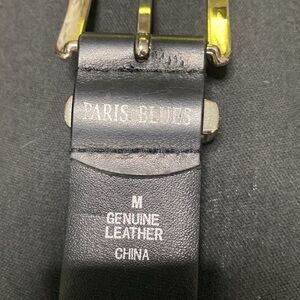 PARIS BLUES
M
GENUINE
LEATHER
CHINA